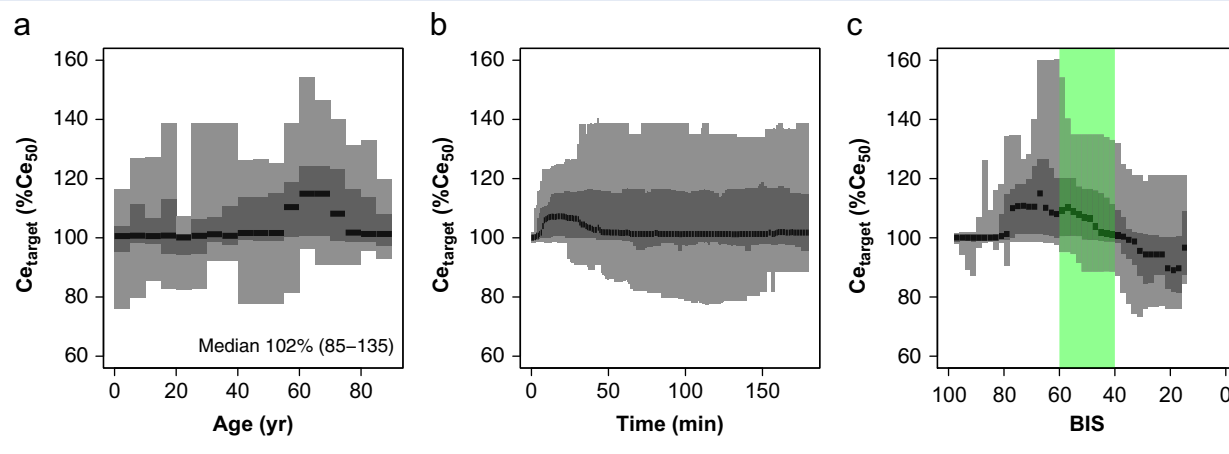 a
b
c
160
140
120
100
80
60
Ce_target (%Ce_50)
Median 102% (85–135)
0 20 40 60 80
Age (yr)
160
140
120
100
80
60
Ce_target (%Ce_50)
0 50 100 150
Time (min)
160
140
120
100
80
60
Ce_target (%Ce_50)
100 80 60 40 20 0
BIS